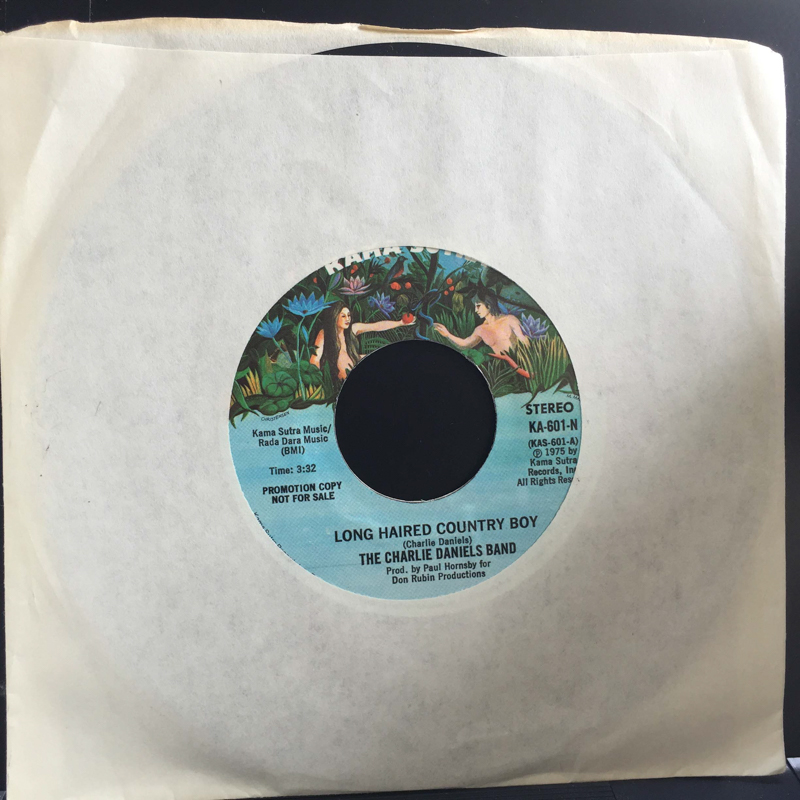 KAMA
CHRISTENSEN
Kama Sutra Music/
Rada Dara Music
(BMI)
Time: 3:32
PROMOTION COPY
NOT FOR SALE
STEREO
KA-601-N
(KAS-601-A)
℗ 1975 by
Kama Sutra
Records, In
All Rights Res
LONG HAIRED COUNTRY BOY
(Charlie Daniels)
THE CHARLIE DANIELS BAND
Prod. by Paul Hornsby for
Don Rubin Productions